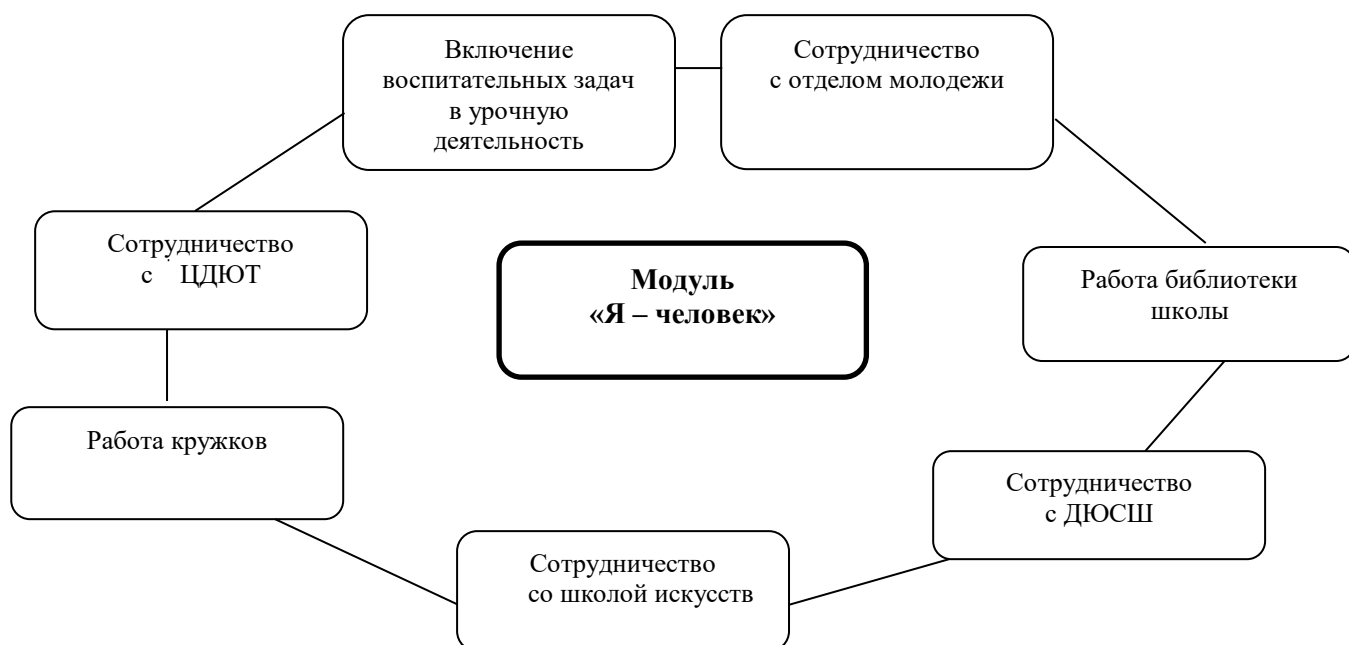 Включение
воспитательных задач
в урочную
деятельность
Сотрудничество
с отделом молодежи
Сотрудничество
с ЦДЮТ
Модуль
«Я – человек»
Работа библиотеки
школы
Работа кружков
Сотрудничество
с ДЮСШ
Сотрудничество
со школой искусств